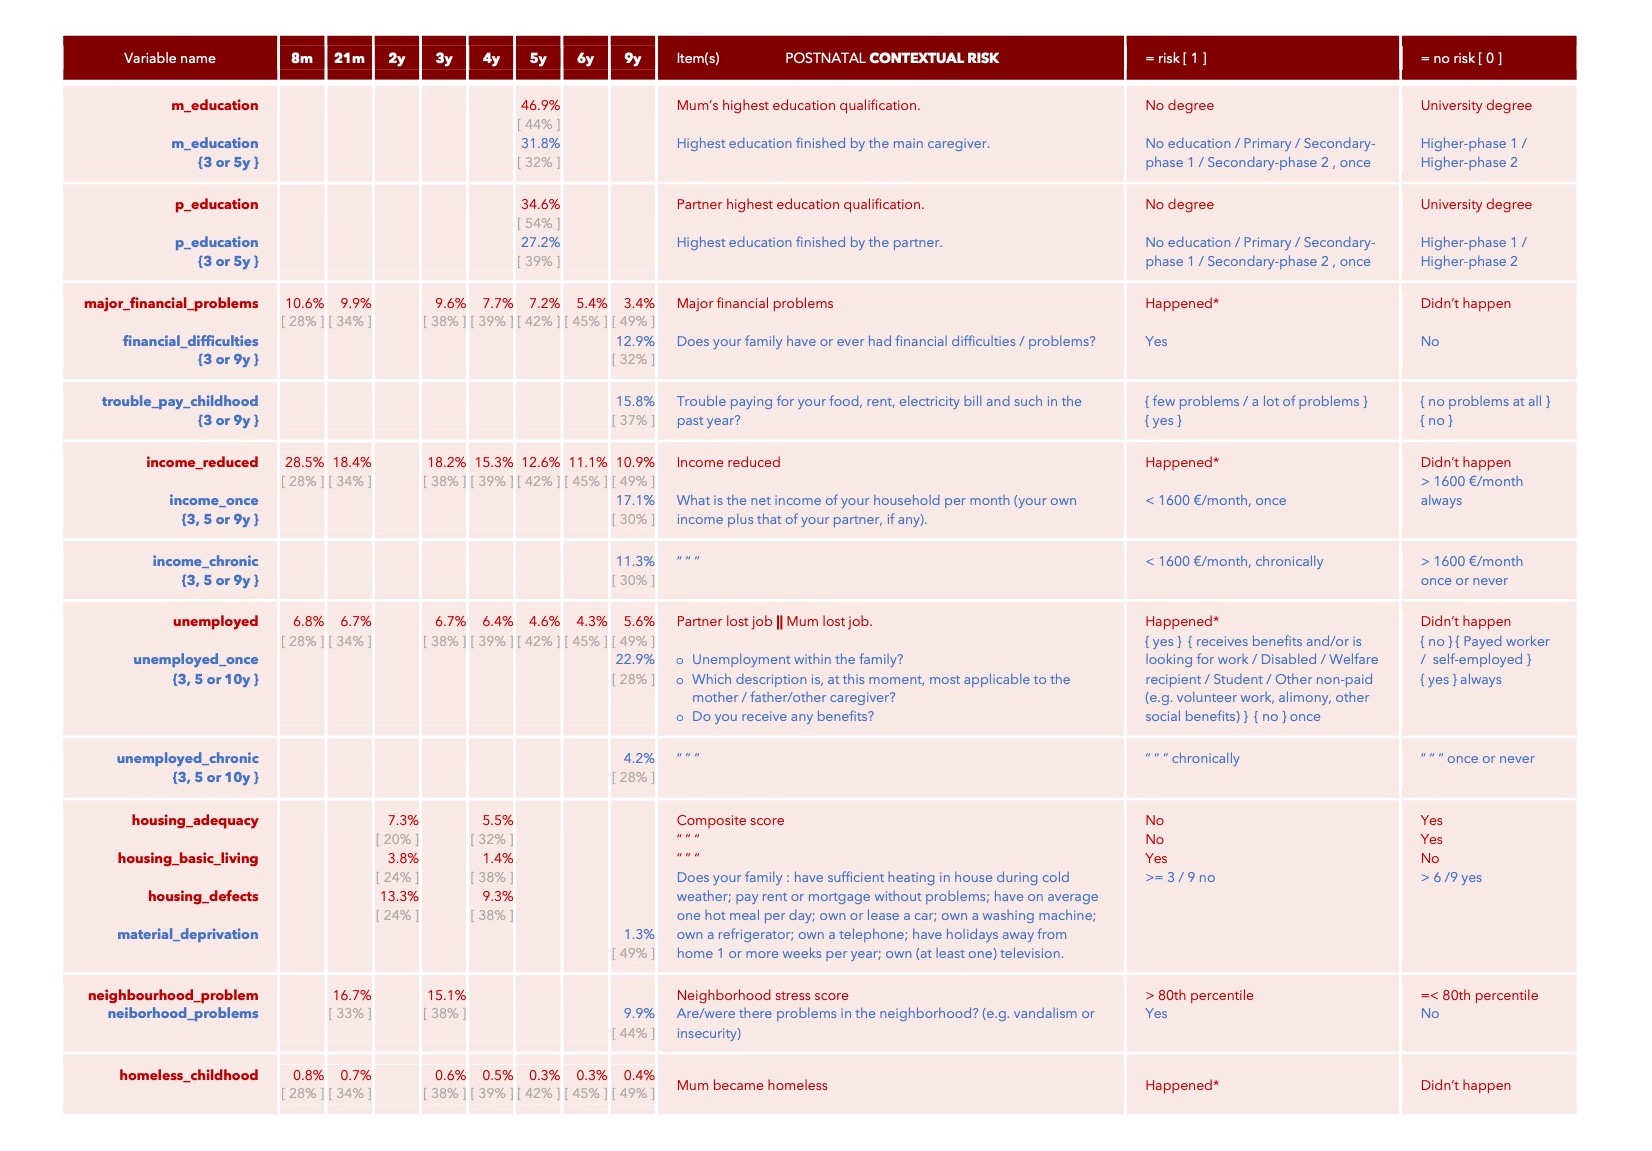 Variable name 8m 21m 2y 3y 4y 5y 6y 9y Item(s) POSTNATAL CONTEXTUAL RISK = risk [ 1 ] = no risk [ 0 ]
m_education 46.9% Mum’s highest education qualification. No degree University degree
[ 44% ]
m_education 31.8% Highest education finished by the main caregiver. No education / Primary / Secondary- Higher-phase 1 /
{3 or 5y } [ 32% ] phase 1 / Secondary-phase 2 , once Higher-phase 2
p_education 34.6% Partner highest education qualification. No degree University degree
[ 54% ]
p_education 27.2% Highest education finished by the partner. No education / Primary / Secondary- Higher-phase 1 /
{3 or 5y } [ 39% ] phase 1 / Secondary-phase 2 , once Higher-phase 2
major_financial_problems 10.6% 9.9% 9.6% 7.7% 7.2% 5.4% 3.4% Major financial problems Happened* Didn’t happen
[ 28% ] [ 34% ] [ 38% ] [ 39% ] [ 42% ] [ 45% ] [ 49% ]
financial_difficulties 12.9% Does your family have or ever had financial difficulties / problems? Yes No
{3 or 9y } [ 32% ]
trouble_pay_childhood 15.8% Trouble paying for your food, rent, electricity bill and such in the { few problems / a lot of problems } { no problems at all }
{3 or 9y } [ 37% ] past year? { yes } { no }
income_reduced 28.5% 18.4% 18.2% 15.3% 12.6% 11.1% 10.9% Income reduced Happened* Didn’t happen
[ 28% ] [ 34% ] [ 38% ] [ 39% ] [ 42% ] [ 45% ] [ 49% ] > 1600 €/month
income_once 17.1% What is the net income of your household per month (your own < 1600 €/month, once always
{3, 5 or 9y } [ 30% ] income plus that of your partner, if any).
income_chronic 11.3% “ “ “ < 1600 €/month, chronically > 1600 €/month
{3, 5 or 9y } [ 30% ] once or never
unemployed 6.8% 6.7% 6.7% 6.4% 4.6% 4.3% 5.6% Partner lost job || Mum lost job. Happened* Didn’t happen
[ 28% ] [ 34% ] [ 38% ] [ 39% ] [ 42% ] [ 45% ] [ 49% ] { yes } { receives benefits and/or is { no } { Payed worker
unemployed_once 22.9% o Unemployment within the family? looking for work / Disabled / Welfare / self-employed }
{3, 5 or 10y } [ 28% ] o Which description is, at this moment, most applicable to the recipient / Student / Other non-paid { yes } always
mother / father/other caregiver? (e.g. volunteer work, alimony, other
o Do you receive any benefits? social benefits) } { no } once
unemployed_chronic 4.2% “ “ “ “ “ “ chronically “ “ “ once or never
{3, 5 or 10y } [ 28% ]
housing_adequacy 7.3% 5.5% Composite score No Yes
[ 20% ] [ 32% ] “ “ “ No Yes
housing_basic_living 3.8% 1.4% “ “ “ Yes No
[ 24% ] [ 38% ] Does your family : have sufficient heating in house during cold >= 3 / 9 no > 6 /9 yes
housing_defects 13.3% 9.3% weather; pay rent or mortgage without problems; have on average
[ 24% ] [ 38% ] one hot meal per day; own or lease a car; own a washing machine;
material_deprivation 1.3% own a refrigerator; own a telephone; have holidays away from
[ 49% ] home 1 or more weeks per year; own (at least one) television.
neighbourhood_problem 16.7% 15.1% Neighborhood stress score > 80th percentile =< 80th percentile
neiborhood_problems [ 33% ] [ 38% ] 9.9% Are/were there problems in the neighborhood? (e.g. vandalism or Yes No
[ 44% ] insecurity)
homeless_childhood 0.8% 0.7% 0.6% 0.5% 0.3% 0.3% 0.4% Mum became homeless Happened* Didn’t happen
[ 28% ] [ 34% ] [ 38% ] [ 39% ] [ 42% ] [ 45% ] [ 49% ]